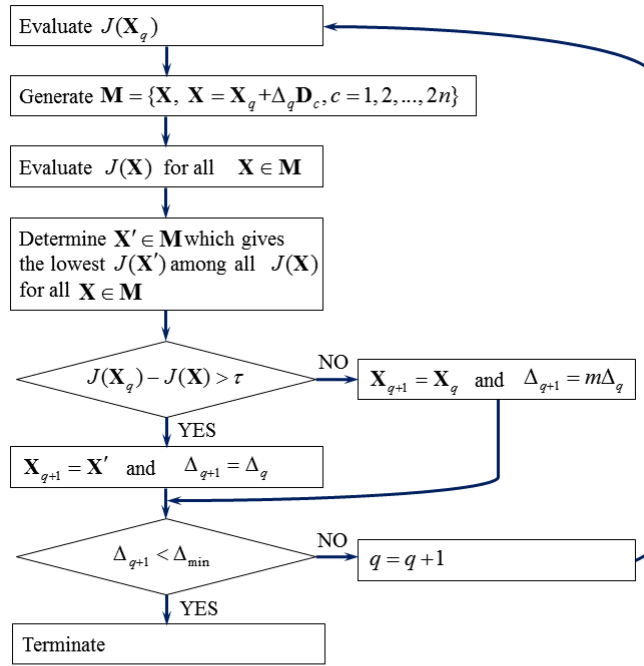 Evaluate J(X_q)
Generate M = {X, X = X_q+Δ_qD_c, c = 1, 2, ..., 2n}
Evaluate J(X) for all X ∈ M
Determine X′ ∈ M which gives
the lowest J(X′) among all J(X)
for all X ∈ M
J(X_q) − J(X) > τ
NO
X_{q+1} = X_q and Δ_{q+1} = mΔ_q
YES
X_{q+1} = X′ and Δ_{q+1} = Δ_q
Δ_{q+1} < Δ_min
NO
q = q+1
YES
Terminate